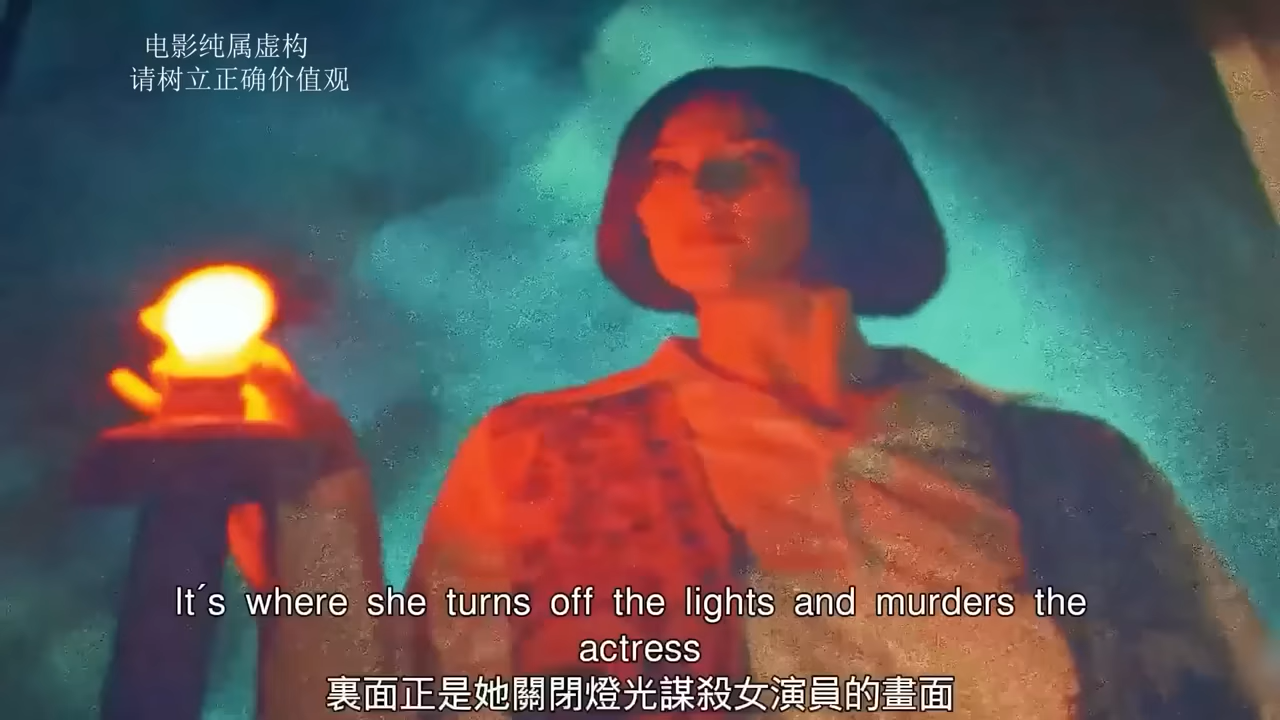 电影纯属虚构
请树立正确价值观
It´s where she turns off the lights and murders the
actress
裏面正是她關閉燈光謀殺女演員的畫面